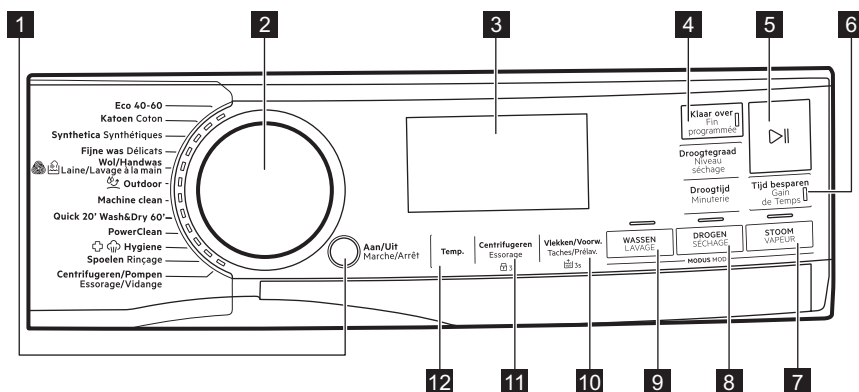 1
2
3
4
5
6
Eco 40-60
Katoen Coton
Synthetica Synthétiques
Fijne was Délicats
Wol/Handwas
Laine/Lavage à la main
Outdoor
Machine clean
Quick 20' Wash&Dry 60'
PowerClean
Hygiene
Spoelen Rinçage
Centrifugeren/Pompen
Essorage/Vidange
Aan/Uit
Marche/Arrêt
Temp.
Centrifugeren
Essorage
3
Vlekken/Voorw.
Taches/Prélav.
3s
Klaar over
Fin
programmée
Droogtegraad
Niveau
séchage
Droogtijd
Minuterie
Tijd besparen
Gain
de Temps
WASSEN
LAVAGE
DROGEN
SÉCHAGE
STOOM
VAPEUR
MODUS MOD
12
11
10
9
8
7